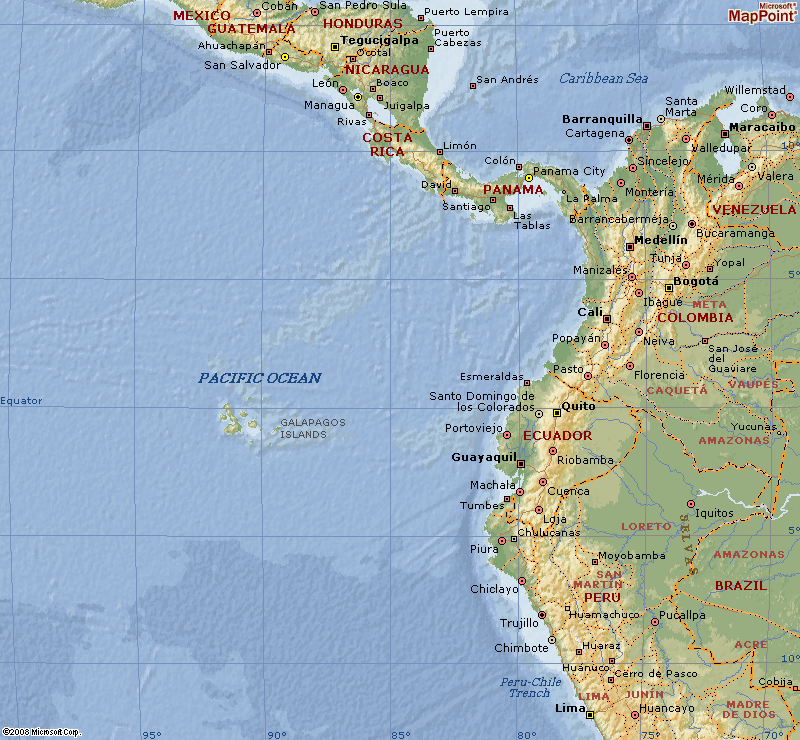 MEXICO
Cobán
San Pedro Sula
Puerto Lempira
Microsoft®
MapPoint®
GUATEMALA
HONDURAS
Ahuachapán
Tegucigalpa
Puerto
Cabezas
Ocotal
San Salvador
NICARAGUA
San Andrés
Caribbean Sea
León
Boaco
Willemstad
Managua
Juigalpa
Santa
Marta
Coro
Rivas
Barranquilla
Maracaibo
COSTA
RICA
Cartagena
Limón
Valledupar
10°
Colón
Sincelejo
Panama City
Mérida
Valera
David
PANAMA
Montería
Santiago
La Palma
VENEZUELA
Las
Tablas
Barrancabermeja
Bucaramanga
Medellín
Tunja
Yopal
Manizales
5°
Bogotá
Ibagué
META
Cali
COLOMBIA
Popayán
Neiva
San José
del
Guaviare
Pasto
Florencia
PACIFIC OCEAN
Esmeraldas
CAQUETÁ
VAUPÉS
Equator
Santo Domingo de
los Colorados
Quito
GALAPAGOS
ISLANDS
Portoviejo
ECUADOR
Yucunas
AMAZONAS
Guayaquil
Riobamba
Machala
Cuenca
Tumbes
Iquitos
Loja
LORETO
SELVAS
5°
Chulucanas
Piura
Moyobamba
AMAZONAS
SAN
MARTÍN
Chiclayo
BRAZIL
PERU
Huamachuco
Trujillo
Pucallpa
Chimbote
Huaraz
ACRE
Huánuco
10°
Cerro de Pasco
Peru-Chile
Trench
Cobija
LIMA
JUNÍN
Lima
Huancayo
MADRE
DE DIOS
©2008 Microsoft Corp.
95°
90°
85°
80°
75°
70°